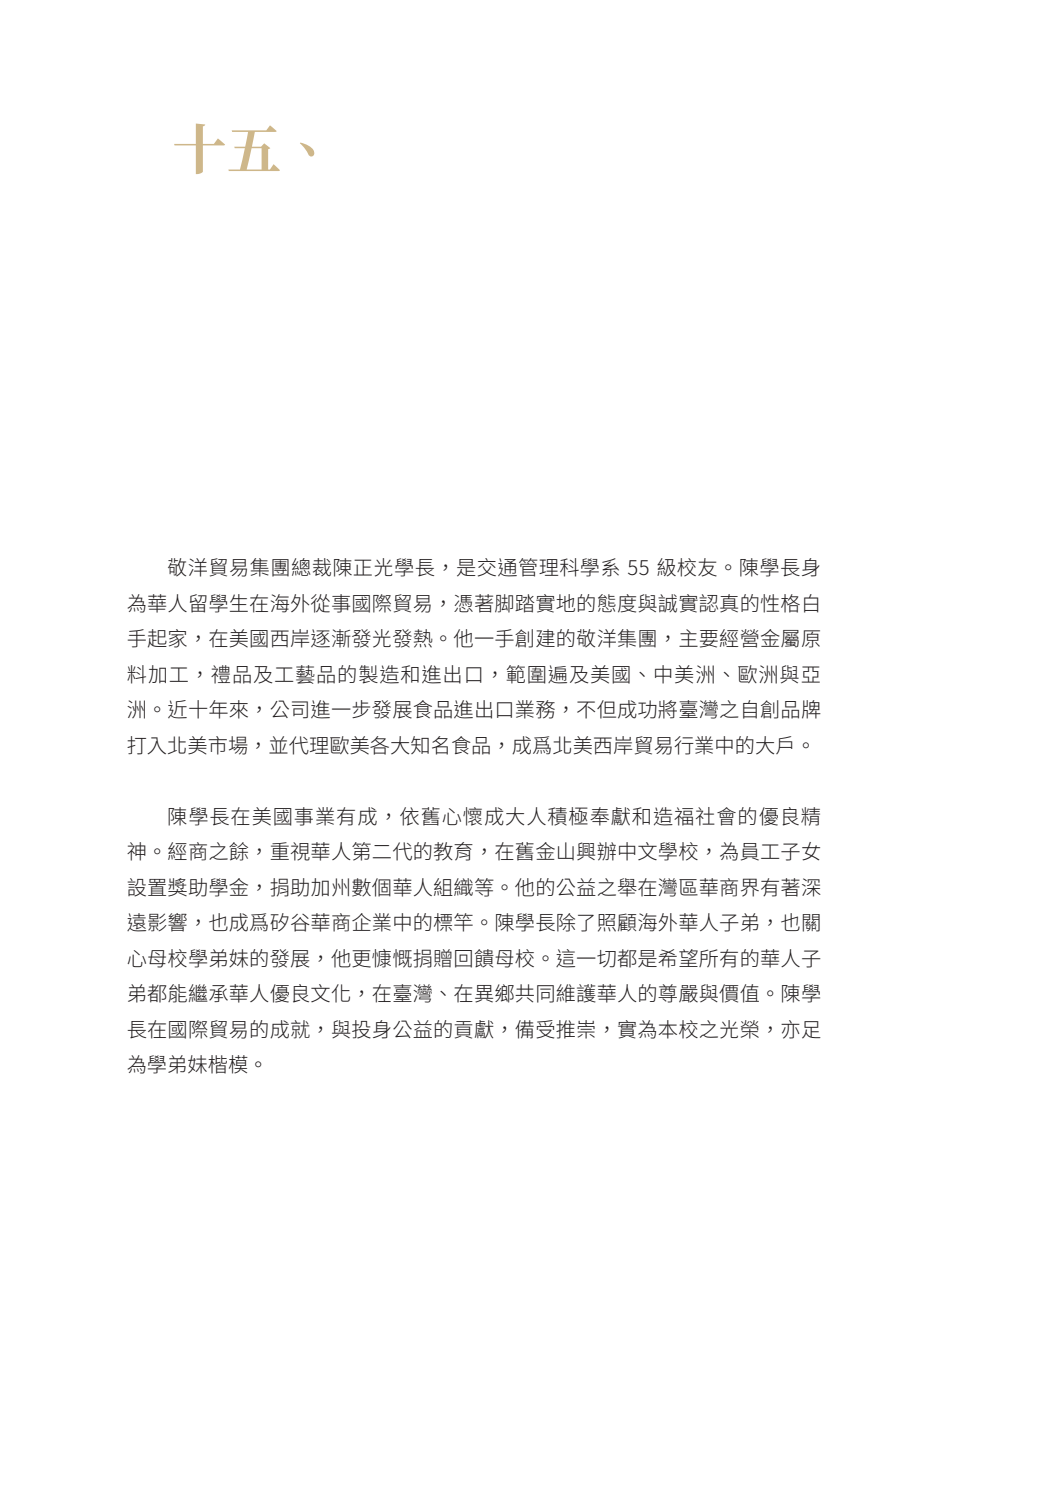 十五、
敬洋貿易集團總裁陳正光學長，是交通管理科學系 55 級校友。陳學長身
為華人留學生在海外從事國際貿易，憑著脚踏實地的態度與誠實認真的性格白
手起家，在美國西岸逐漸發光發熱。他一手創建的敬洋集團，主要經營金屬原
料加工，禮品及工藝品的製造和進出口，範圍遍及美國、中美洲、歐洲與亞
洲。近十年來，公司進一步發展食品進出口業務，不但成功將臺灣之自創品牌
打入北美市場，並代理歐美各大知名食品，成爲北美西岸貿易行業中的大戶。
陳學長在美國事業有成，依舊心懷成大人積極奉獻和造福社會的優良精
神。經商之餘，重視華人第二代的教育，在舊金山興辦中文學校，為員工子女
設置獎助學金，捐助加州數個華人組織等。他的公益之舉在灣區華商界有著深
遠影響，也成爲矽谷華商企業中的標竿。陳學長除了照顧海外華人子弟，也關
心母校學弟妹的發展，他更慷慨捐贈回饋母校。這一切都是希望所有的華人子
弟都能繼承華人優良文化，在臺灣、在異鄉共同維護華人的尊嚴與價值。陳學
長在國際貿易的成就，與投身公益的貢獻，備受推崇，實為本校之光榮，亦足
為學弟妹楷模。